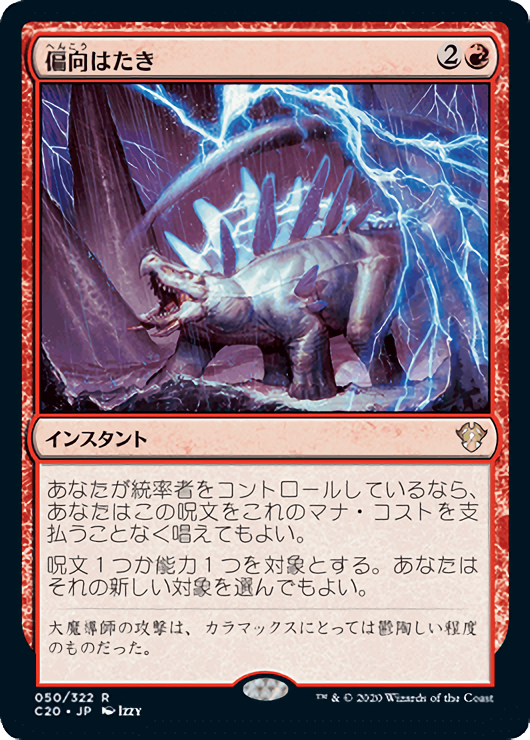 へんこう
偏向はたき
2
インスタント
あなたが統率者をコントロールしているなら、
あなたはこの呪文をこれのマナ・コストを支
払うことなく唱えてもよい。
呪文１つか能力１つを対象とする。あなたは
それの新しい対象を選んでもよい。
大魔導師の攻撃は、カラマックスにとっては鬱陶しい程度
のものだった。
050/322 R
C20 • JP Izzy
™ & © 2020 Wizards of the Coast